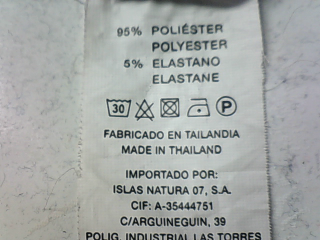 95% POLIÉSTER
POLYESTER
5% ELASTANO
ELASTANE
30 P
FABRICADO EN TAILANDIA
MADE IN THAILAND
IMPORTADO POR:
ISLAS NATURA 07, S.A.
CIF: A-35444751
C/ARGUINEGUIN, 39
POLIG. INDUSTRIAL LAS TORRES